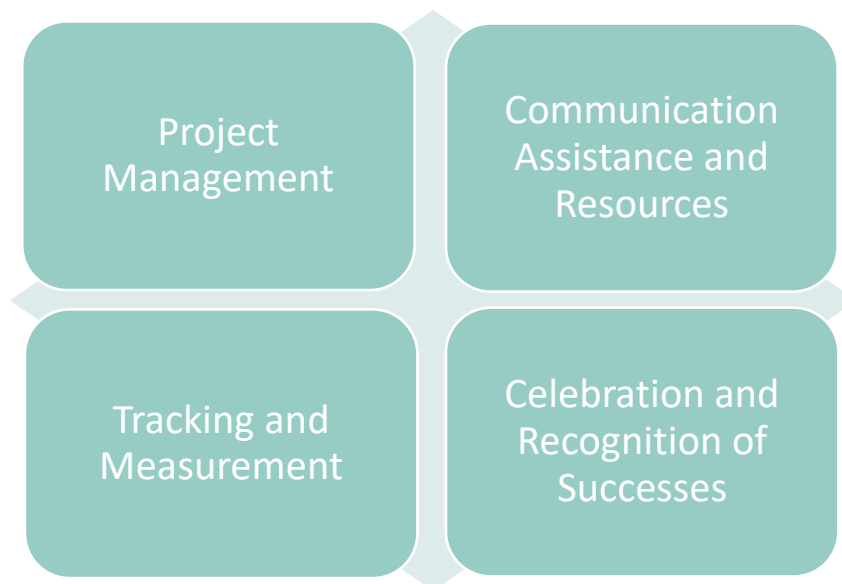 Project
Management
Communication
Assistance and
Resources
Tracking and
Measurement
Celebration and
Recognition of
Successes